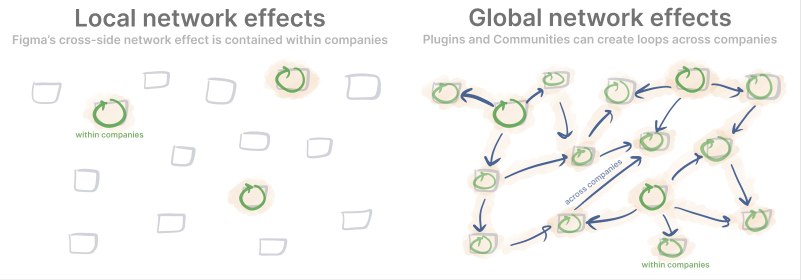 Local network effects
Figma's cross-side network effect is contained within companies
within companies
Global network effects
Plugins and Communities can create loops across companies
across companies
within companies